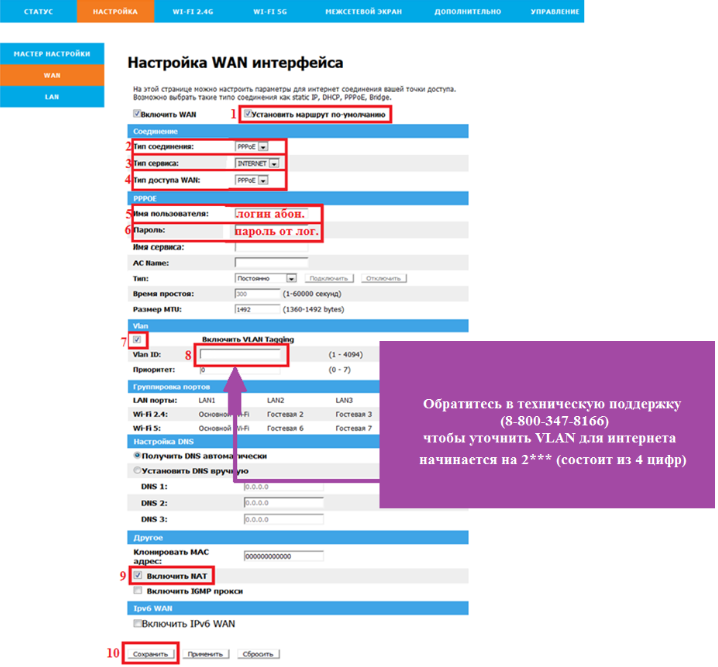 СТАТУС НАСТРОЙКА WI-FI 2.4G WI-FI 5G МЕЖСЕТЕВОЙ ЭКРАН ДОПОЛНИТЕЛЬНО УПРАВЛЕНИЕ
МАСТЕР НАСТРОЙКИ
WAN
LAN
Настройка WAN интерфейса
На этой странице можно настроить параметры для интернет соединения вашей точки доступа.
Возможно выбрать такие типо соединения как static IP, DHCP, PPPoE, Bridge.
Включить WAN 1 Установить маршрут по-умолчанию
Соединение
2 Тип соединения: PPPoE
3 Тип сервиса: INTERNET
4 Тип доступа WAN: PPPoE
PPPOE
5 Имя пользователя: логин абон.
6 Пароль: пароль от лог.
Имя сервиса:
AC Name:
Тип: Постоянно Подключить Отключить
Время простоя: 300 (1-60000 секунд)
Размер MTU: 1492 (1360-1492 bytes)
Vlan
7 Включить VLAN Tagging
Vlan ID: 8 (1 - 4094)
Приоритет: 0 (0 - 7)
Группировка портов
LAN порты: LAN1 LAN2 LAN3
Wi-Fi 2.4: Основной Wi-Fi Гостевая 2 Гостевая 3
Wi-Fi 5: Основной Wi-Fi Гостевая 6 Гостевая 7
Обратитесь в техническую поддержку
(8-800-347-8166)
чтобы уточнить VLAN для интернета
начинается на 2*** (состоит из 4 цифр)
Настройка DNS
Получить DNS автоматически
Установить DNS вручную
DNS 1: 0.0.0.0
DNS 2: 0.0.0.0
DNS 3: 0.0.0.0
Другое
Клонировать MAC
адрес: 000000000000
9 Включить NAT
Включить IGMP прокси
Ipv6 WAN
Включить IPv6 WAN
10 Сохранить Применить Сбросить